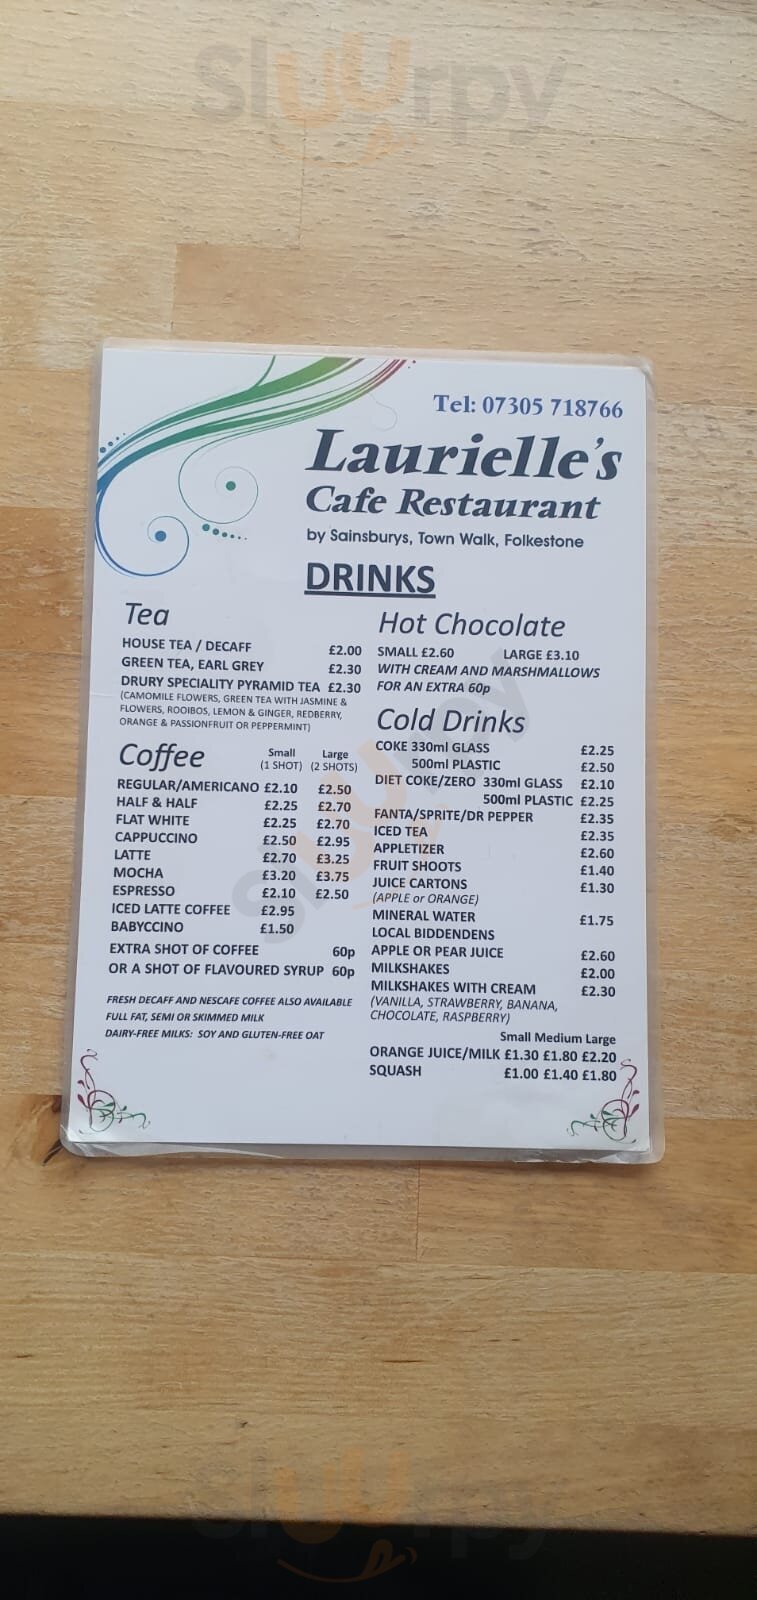 Sluurpy
Tel: 07305 718766
Laurielle's
Cafe Restaurant
by Sainsburys, Town Walk, Folkestone
DRINKS
Tea
HOUSE TEA / DECAFF £2.00
GREEN TEA, EARL GREY £2.30
DRURY SPECIALITY PYRAMID TEA £2.30
(CAMOMILE FLOWERS, GREEN TEA WITH JASMINE &
FLOWERS, ROOIBOS, LEMON & GINGER, REDBERRY,
ORANGE & PASSIONFRUIT OR PEPPERMINT)
Coffee Small Large
(1 SHOT) (2 SHOTS)
REGULAR/AMERICANO £2.10 £2.50
HALF & HALF £2.25 £2.70
FLAT WHITE £2.25 £2.70
CAPPUCCINO £2.50 £2.95
LATTE £2.70 £3.25
MOCHA £3.20 £3.75
ESPRESSO £2.10 £2.50
ICED LATTE COFFEE £2.95
BABYCCINO £1.50
EXTRA SHOT OF COFFEE 60p
OR A SHOT OF FLAVOURED SYRUP 60p
FRESH DECAFF AND NESCAFE COFFEE ALSO AVAILABLE
FULL FAT, SEMI OR SKIMMED MILK
DAIRY-FREE MILKS: SOY AND GLUTEN-FREE OAT
Hot Chocolate
SMALL £2.60 LARGE £3.10
WITH CREAM AND MARSHMALLOWS
FOR AN EXTRA 60p
Cold Drinks
COKE 330ml GLASS £2.25
500ml PLASTIC £2.50
DIET COKE/ZERO 330ml GLASS £2.10
500ml PLASTIC £2.25
FANTA/SPRITE/DR PEPPER £2.35
ICED TEA £2.35
APPLETIZER £2.60
FRUIT SHOOTS £1.40
JUICE CARTONS £1.30
(APPLE or ORANGE)
MINERAL WATER £1.75
LOCAL BIDDENDENS
APPLE OR PEAR JUICE £2.60
MILKSHAKES £2.00
MILKSHAKES WITH CREAM £2.30
(VANILLA, STRAWBERRY, BANANA,
CHOCOLATE, RASPBERRY)
Small Medium Large
ORANGE JUICE/MILK £1.30 £1.80 £2.20
SQUASH £1.00 £1.40 £1.80
Sluurpy
Sluurpy